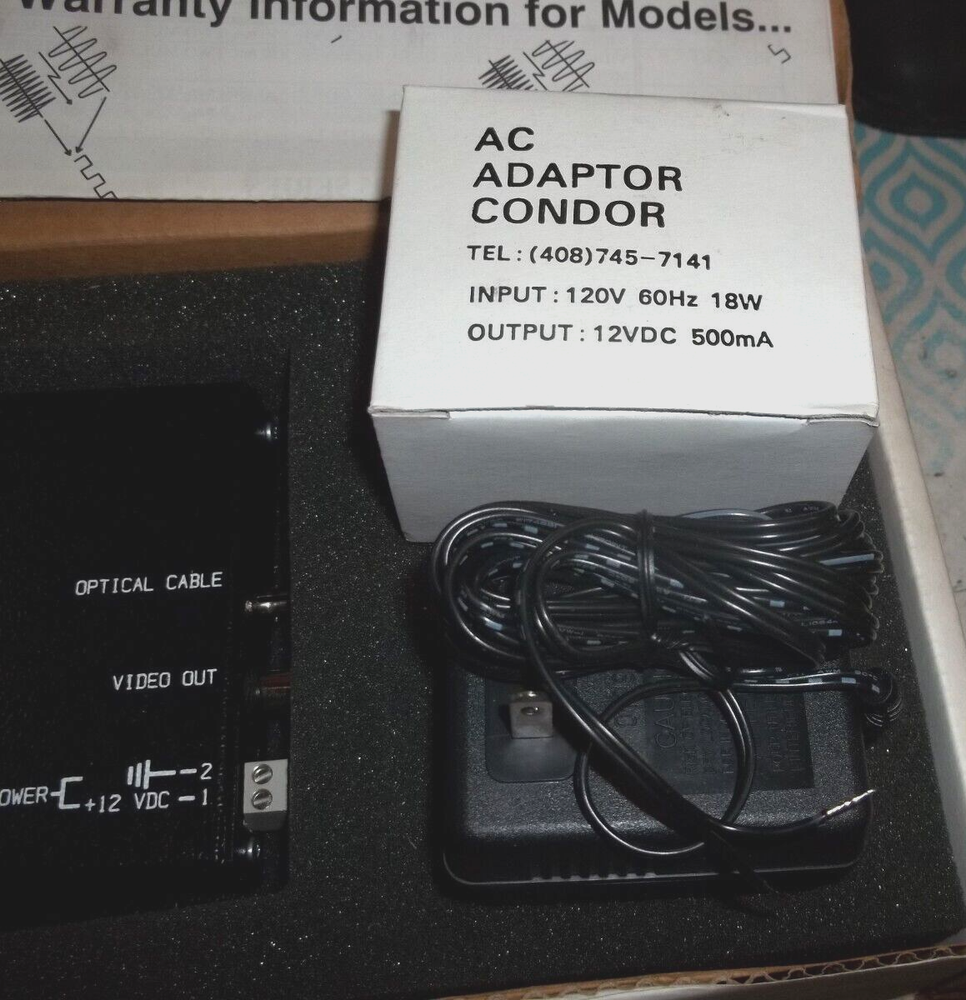 Warranty Information for Models...
AC
ADAPTOR
CONDOR
TEL:(408)745-7141
INPUT:120V 60Hz 18W
OUTPUT:12VDC 500mA
OPTICAL CABLE
VIDEO OUT
-2
OWER +12 VDC -1